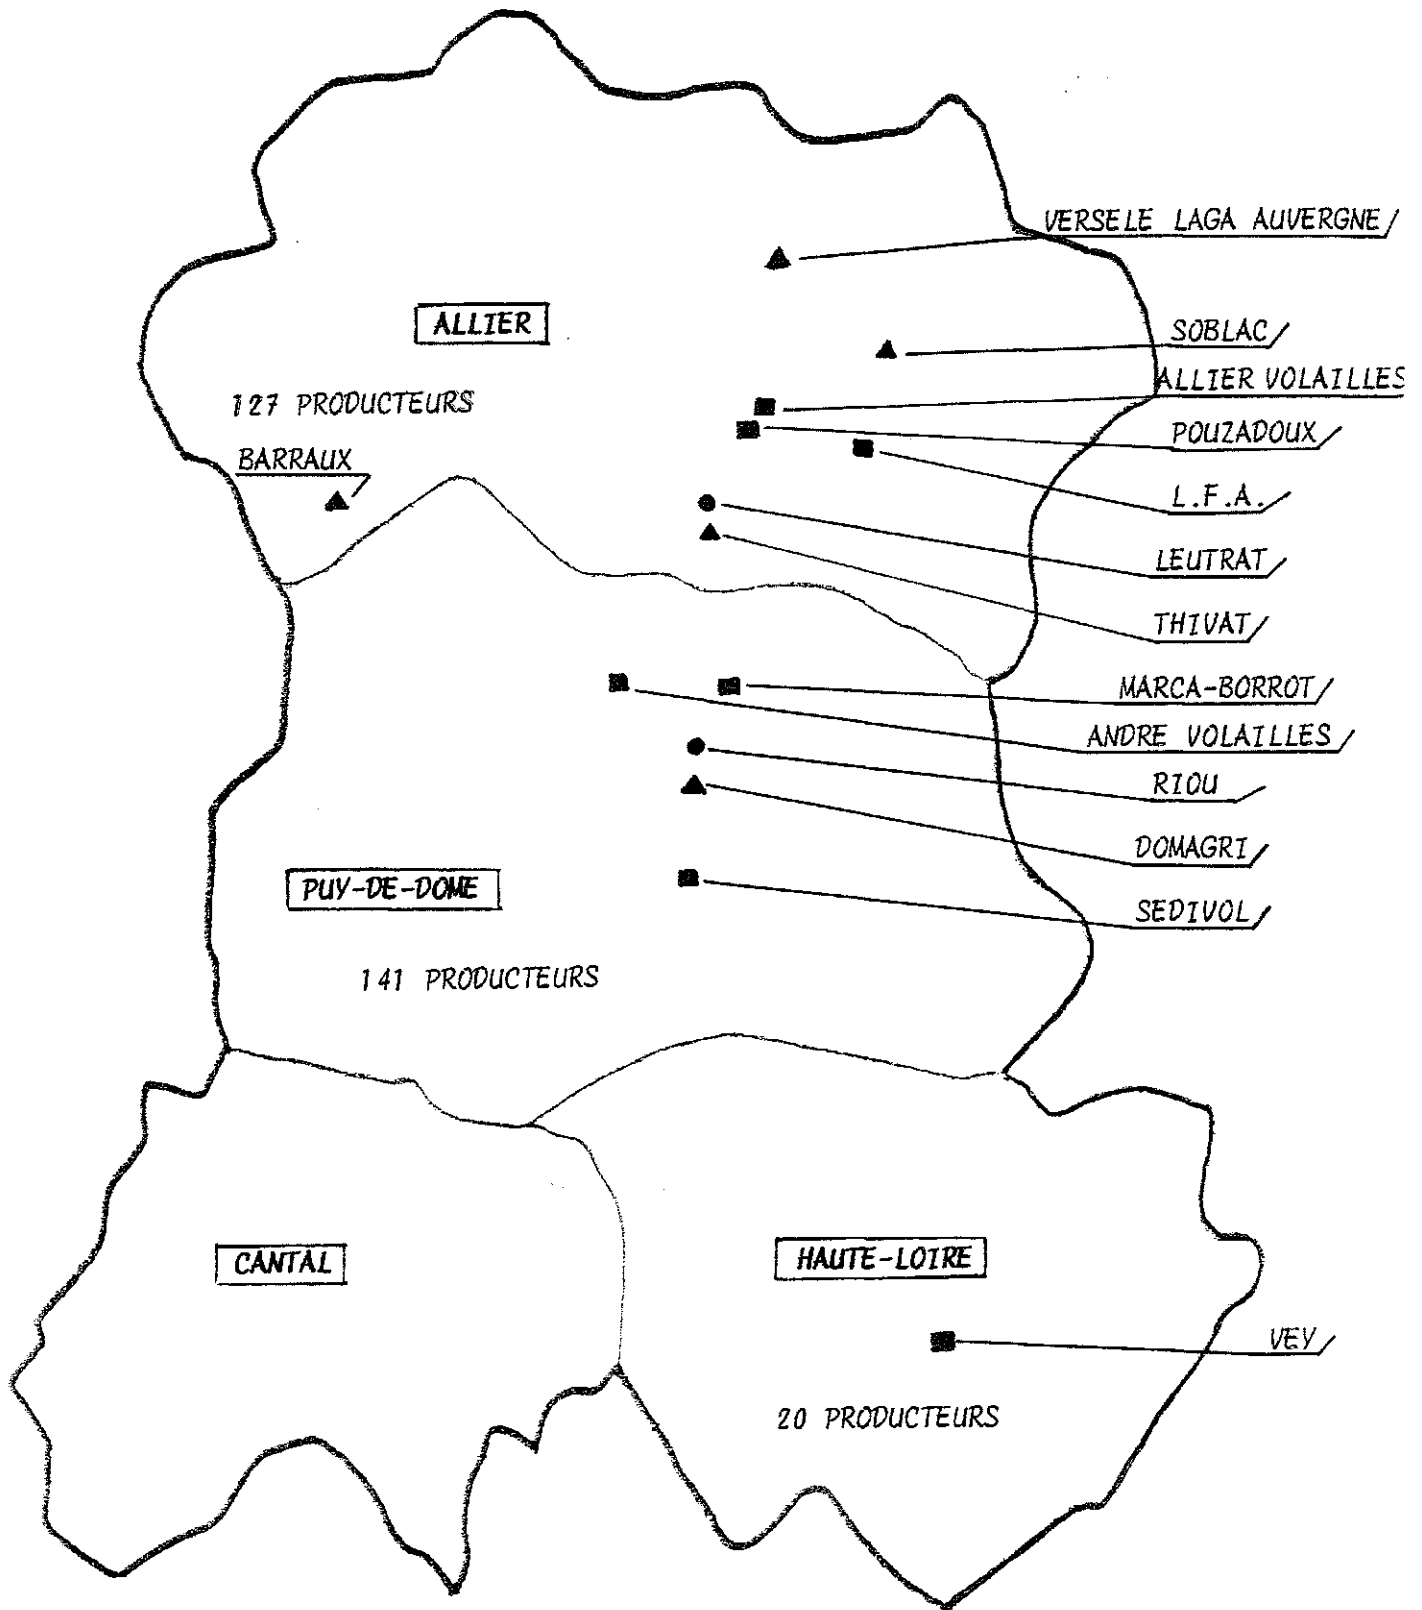 VERSELE LAGA AUVERGNE
ALLIER
SOBLAC
ALLIER VOLAILLES
127 PRODUCTEURS
POUZADOUX
BARRAUX
L.F.A.
LEUTRAT
THIVAT
MARCA-BORROT
ANDRE VOLAILLES
RIOU
DOMAGRI
PUY-DE-DOME
SEDIVOL
141 PRODUCTEURS
CANTAL
HAUTE-LOIRE
VEY
20 PRODUCTEURS